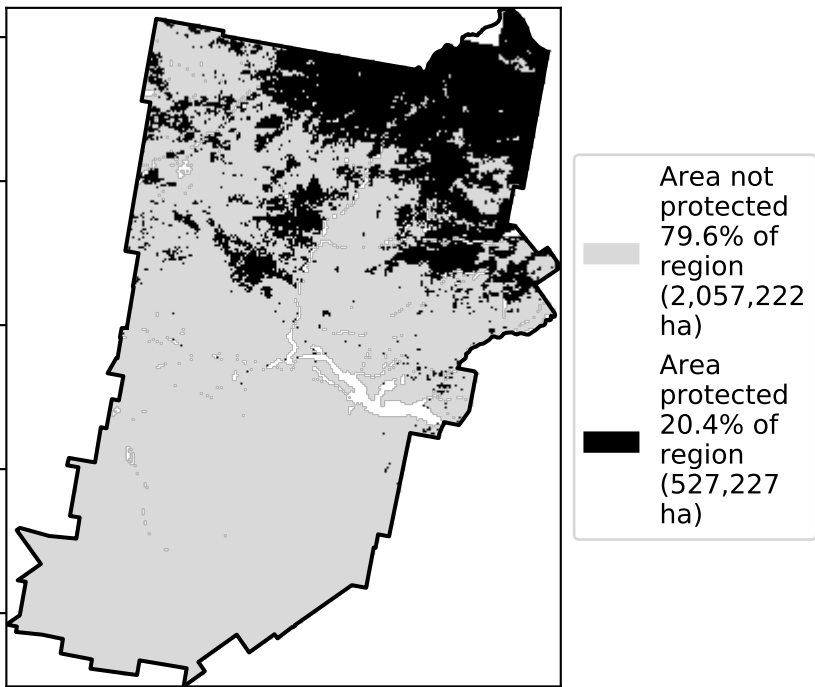 Area not
protected
79.6% of
region
(2,057,222
ha)
Area
protected
20.4% of
region
(527,227
ha)